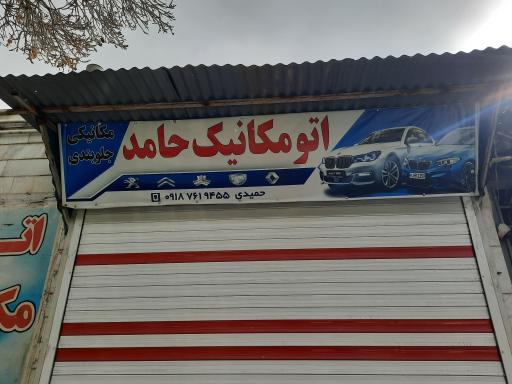 اتومکانیک حامد
مکانیکی
جلوبندی
حمیدی ۰۹۱۸ ۷۶۱ ۹۴۵۵